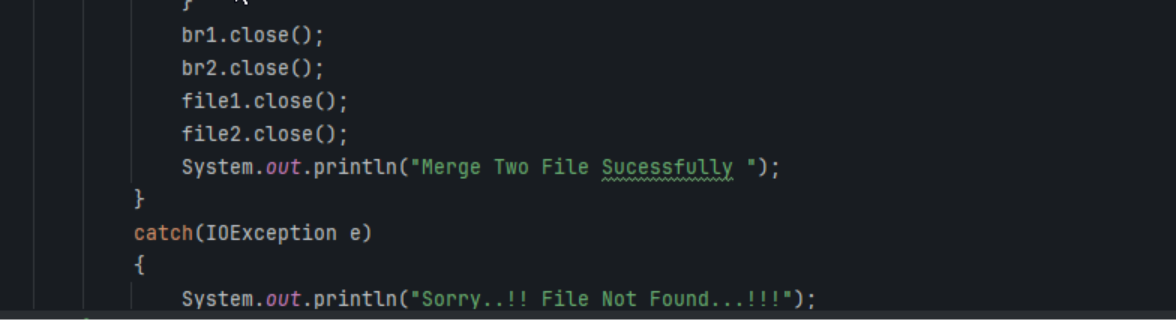 }
br1.close();
br2.close();
file1.close();
file2.close();
System.out.println("Merge Two File Sucessfully ");
}
catch(IOException e)
{
System.out.println("Sorry..!! File Not Found...!!!");